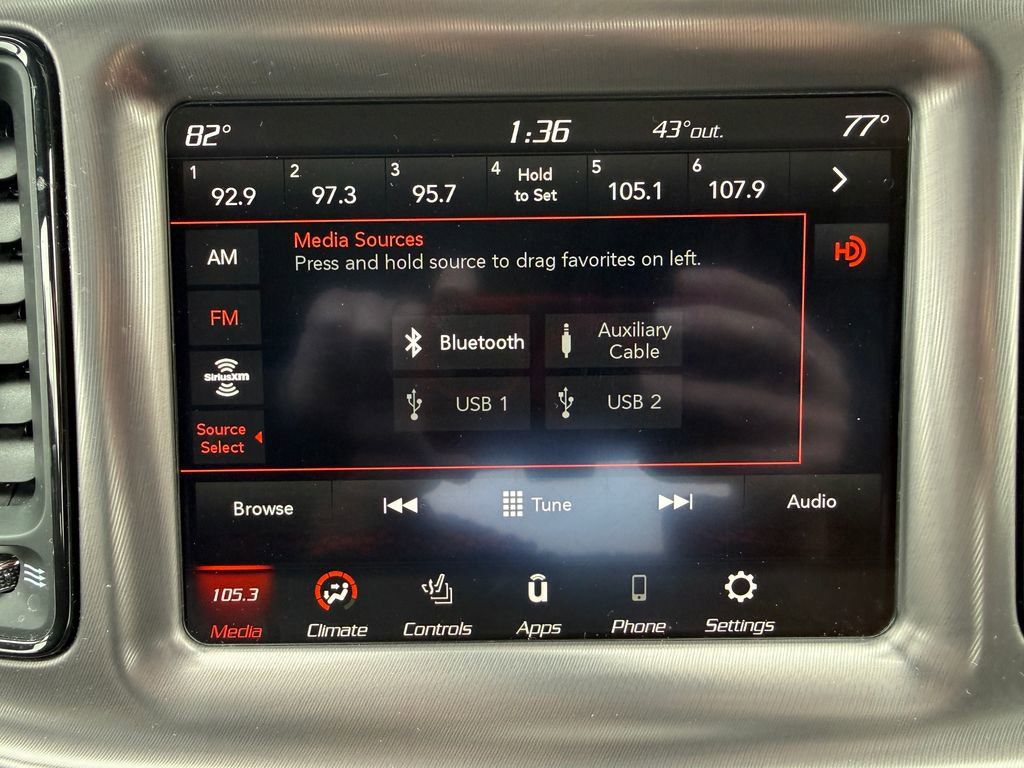 82° 1:36 43°out. 77°
1 92.9 2 97.3 3 95.7 4 Hold to Set 5 105.1 6 107.9
AM
Media Sources
Press and hold source to drag favorites on left.
HD
FM
Bluetooth
Auxiliary
Cable
SiriusXM
USB 1
USB 2
Source
Select
Browse Tune Audio
105.3
Media Climate Controls Apps Phone Settings